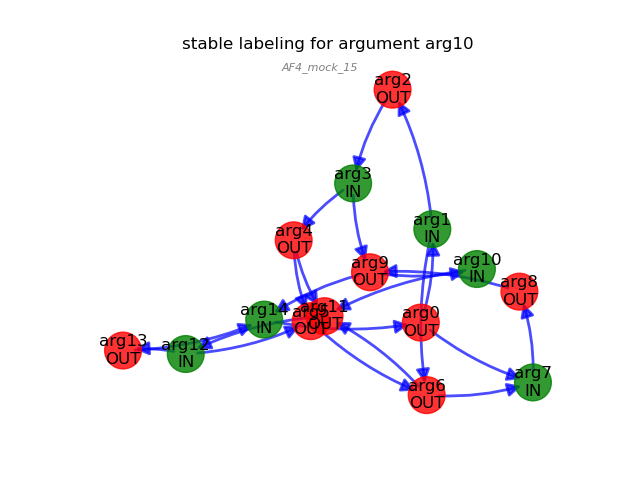 stable labeling for argument arg10
AF4_mock_15
arg2
OUT
arg3
IN
arg1
IN
arg4
OUT
arg9
OUT
arg10
IN
arg8
OUT
arg14
IN
arg5
OUT
arg11
OUT
arg0
OUT
arg13
OUT
arg12
IN
arg7
IN
arg6
OUT